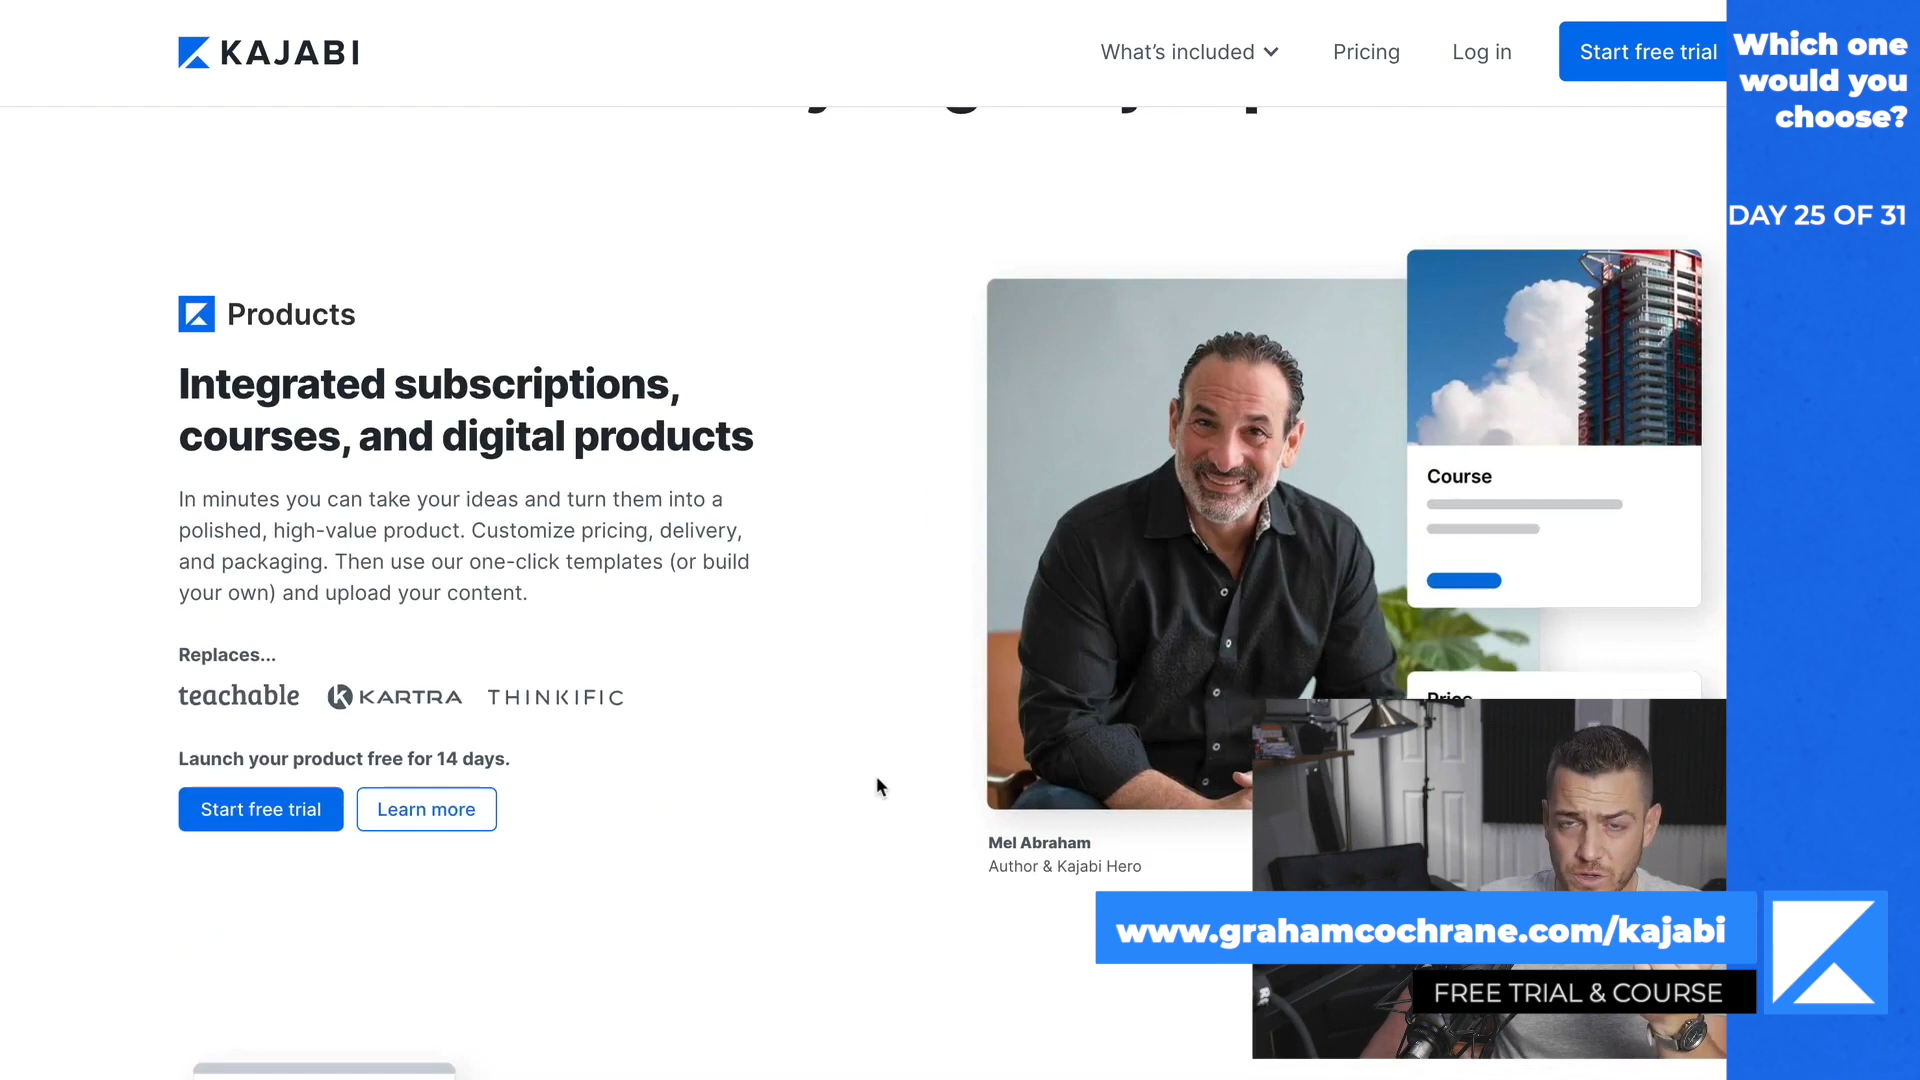 KAJABI
What's included
Pricing
Log in
Start free trial
Which one
would you
choose?
DAY 25 OF 31
Products
Integrated subscriptions,
courses, and digital products
In minutes you can take your ideas and turn them into a
polished, high-value product. Customize pricing, delivery,
and packaging. Then use our one-click templates (or build
your own) and upload your content.
Replaces...
teachable
KARTRA
THINKIFIC
Launch your product free for 14 days.
Start free trial
Learn more
Course
Price
Mel Abraham
Author & Kajabi Hero
www.grahamcochrane.com/kajabi
FREE TRIAL & COURSE